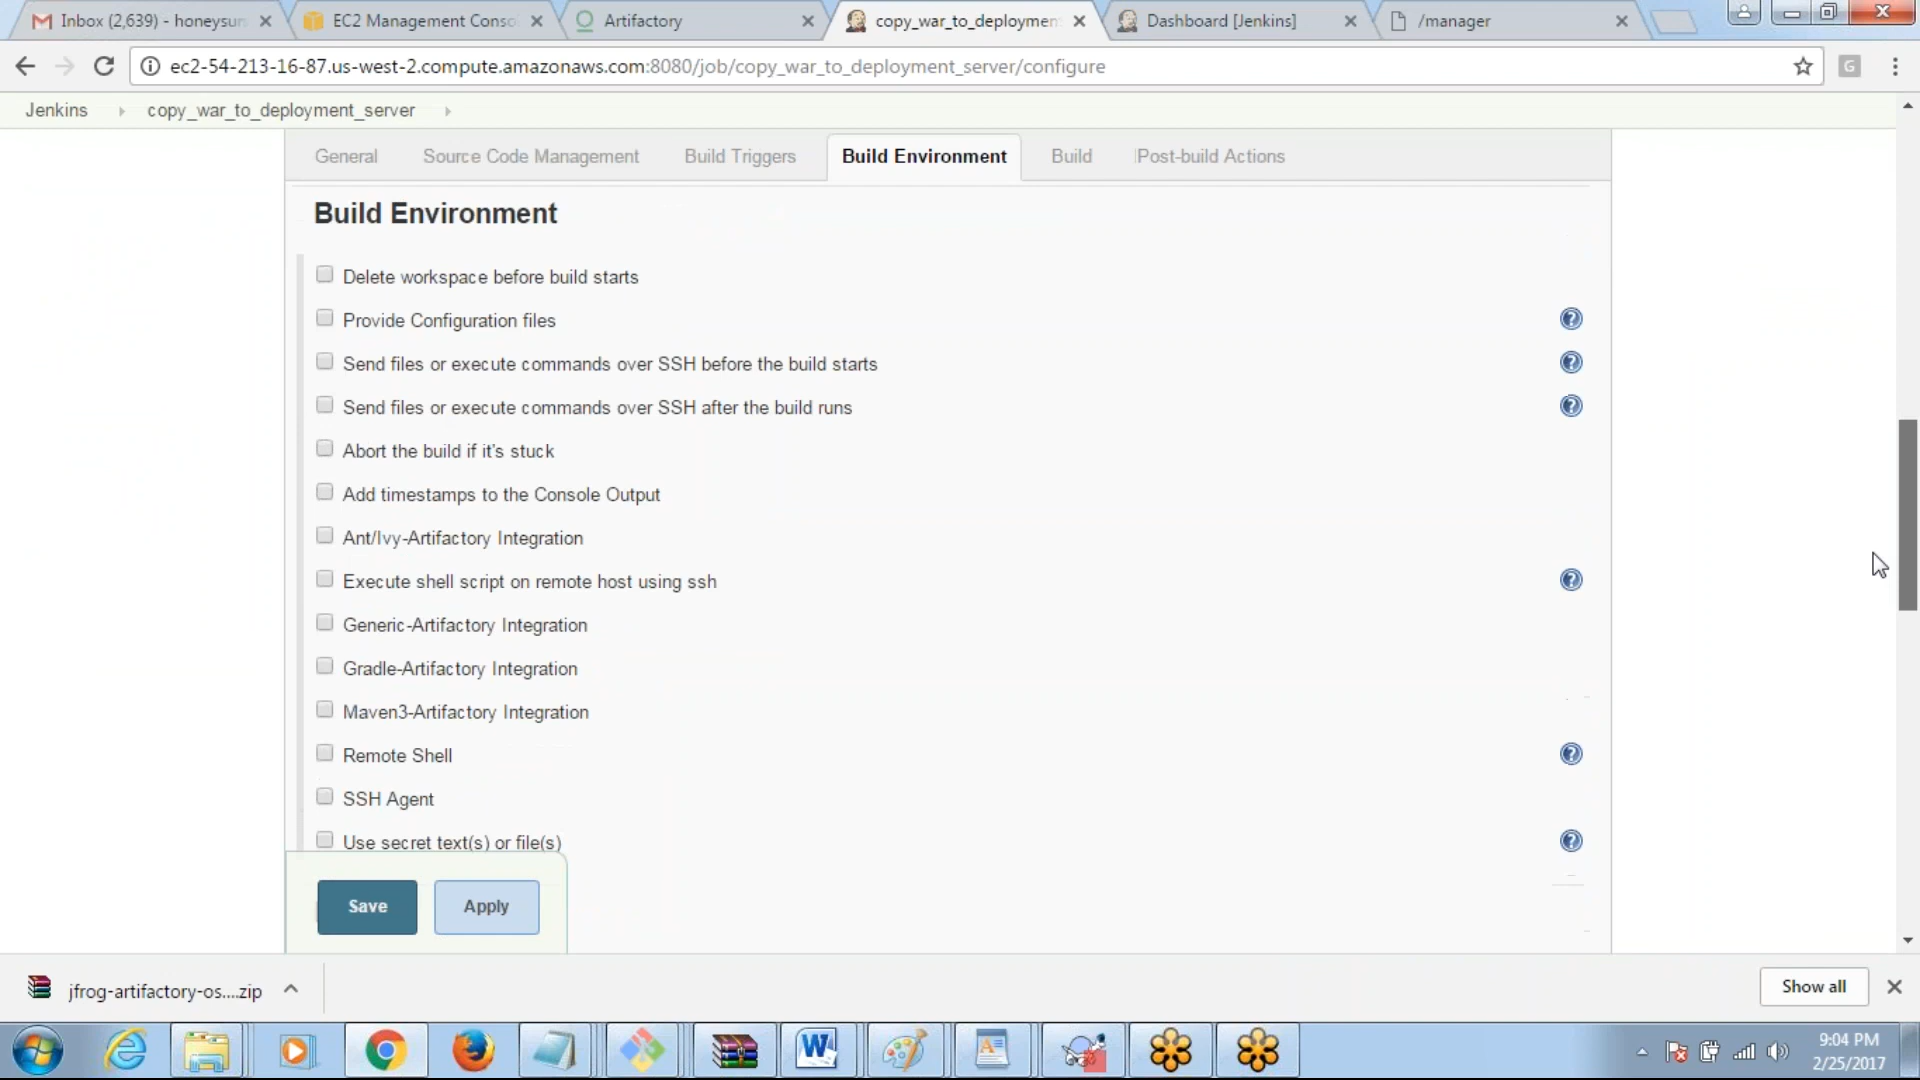 Inbox (2,639) - honeysun
EC2 Management Conso
Artifactory
copy_war_to_deploymen
Dashboard [Jenkins]
/manager
ec2-54-213-16-87.us-west-2.compute.amazonaws.com:8080/job/copy_war_to_deployment_server/configure
Jenkins
copy_war_to_deployment_server
General
Source Code Management
Build Triggers
Build Environment
Build
Post-build Actions
Build Environment
Delete workspace before build starts
Provide Configuration files
Send files or execute commands over SSH before the build starts
Send files or execute commands over SSH after the build runs
Abort the build if it's stuck
Add timestamps to the Console Output
Ant/Ivy-Artifactory Integration
Execute shell script on remote host using ssh
Generic-Artifactory Integration
Gradle-Artifactory Integration
Maven3-Artifactory Integration
Remote Shell
SSH Agent
Use secret text(s) or file(s)
Save
Apply
jfrog-artifactory-os....zip
Show all
9:04 PM
2/25/2017